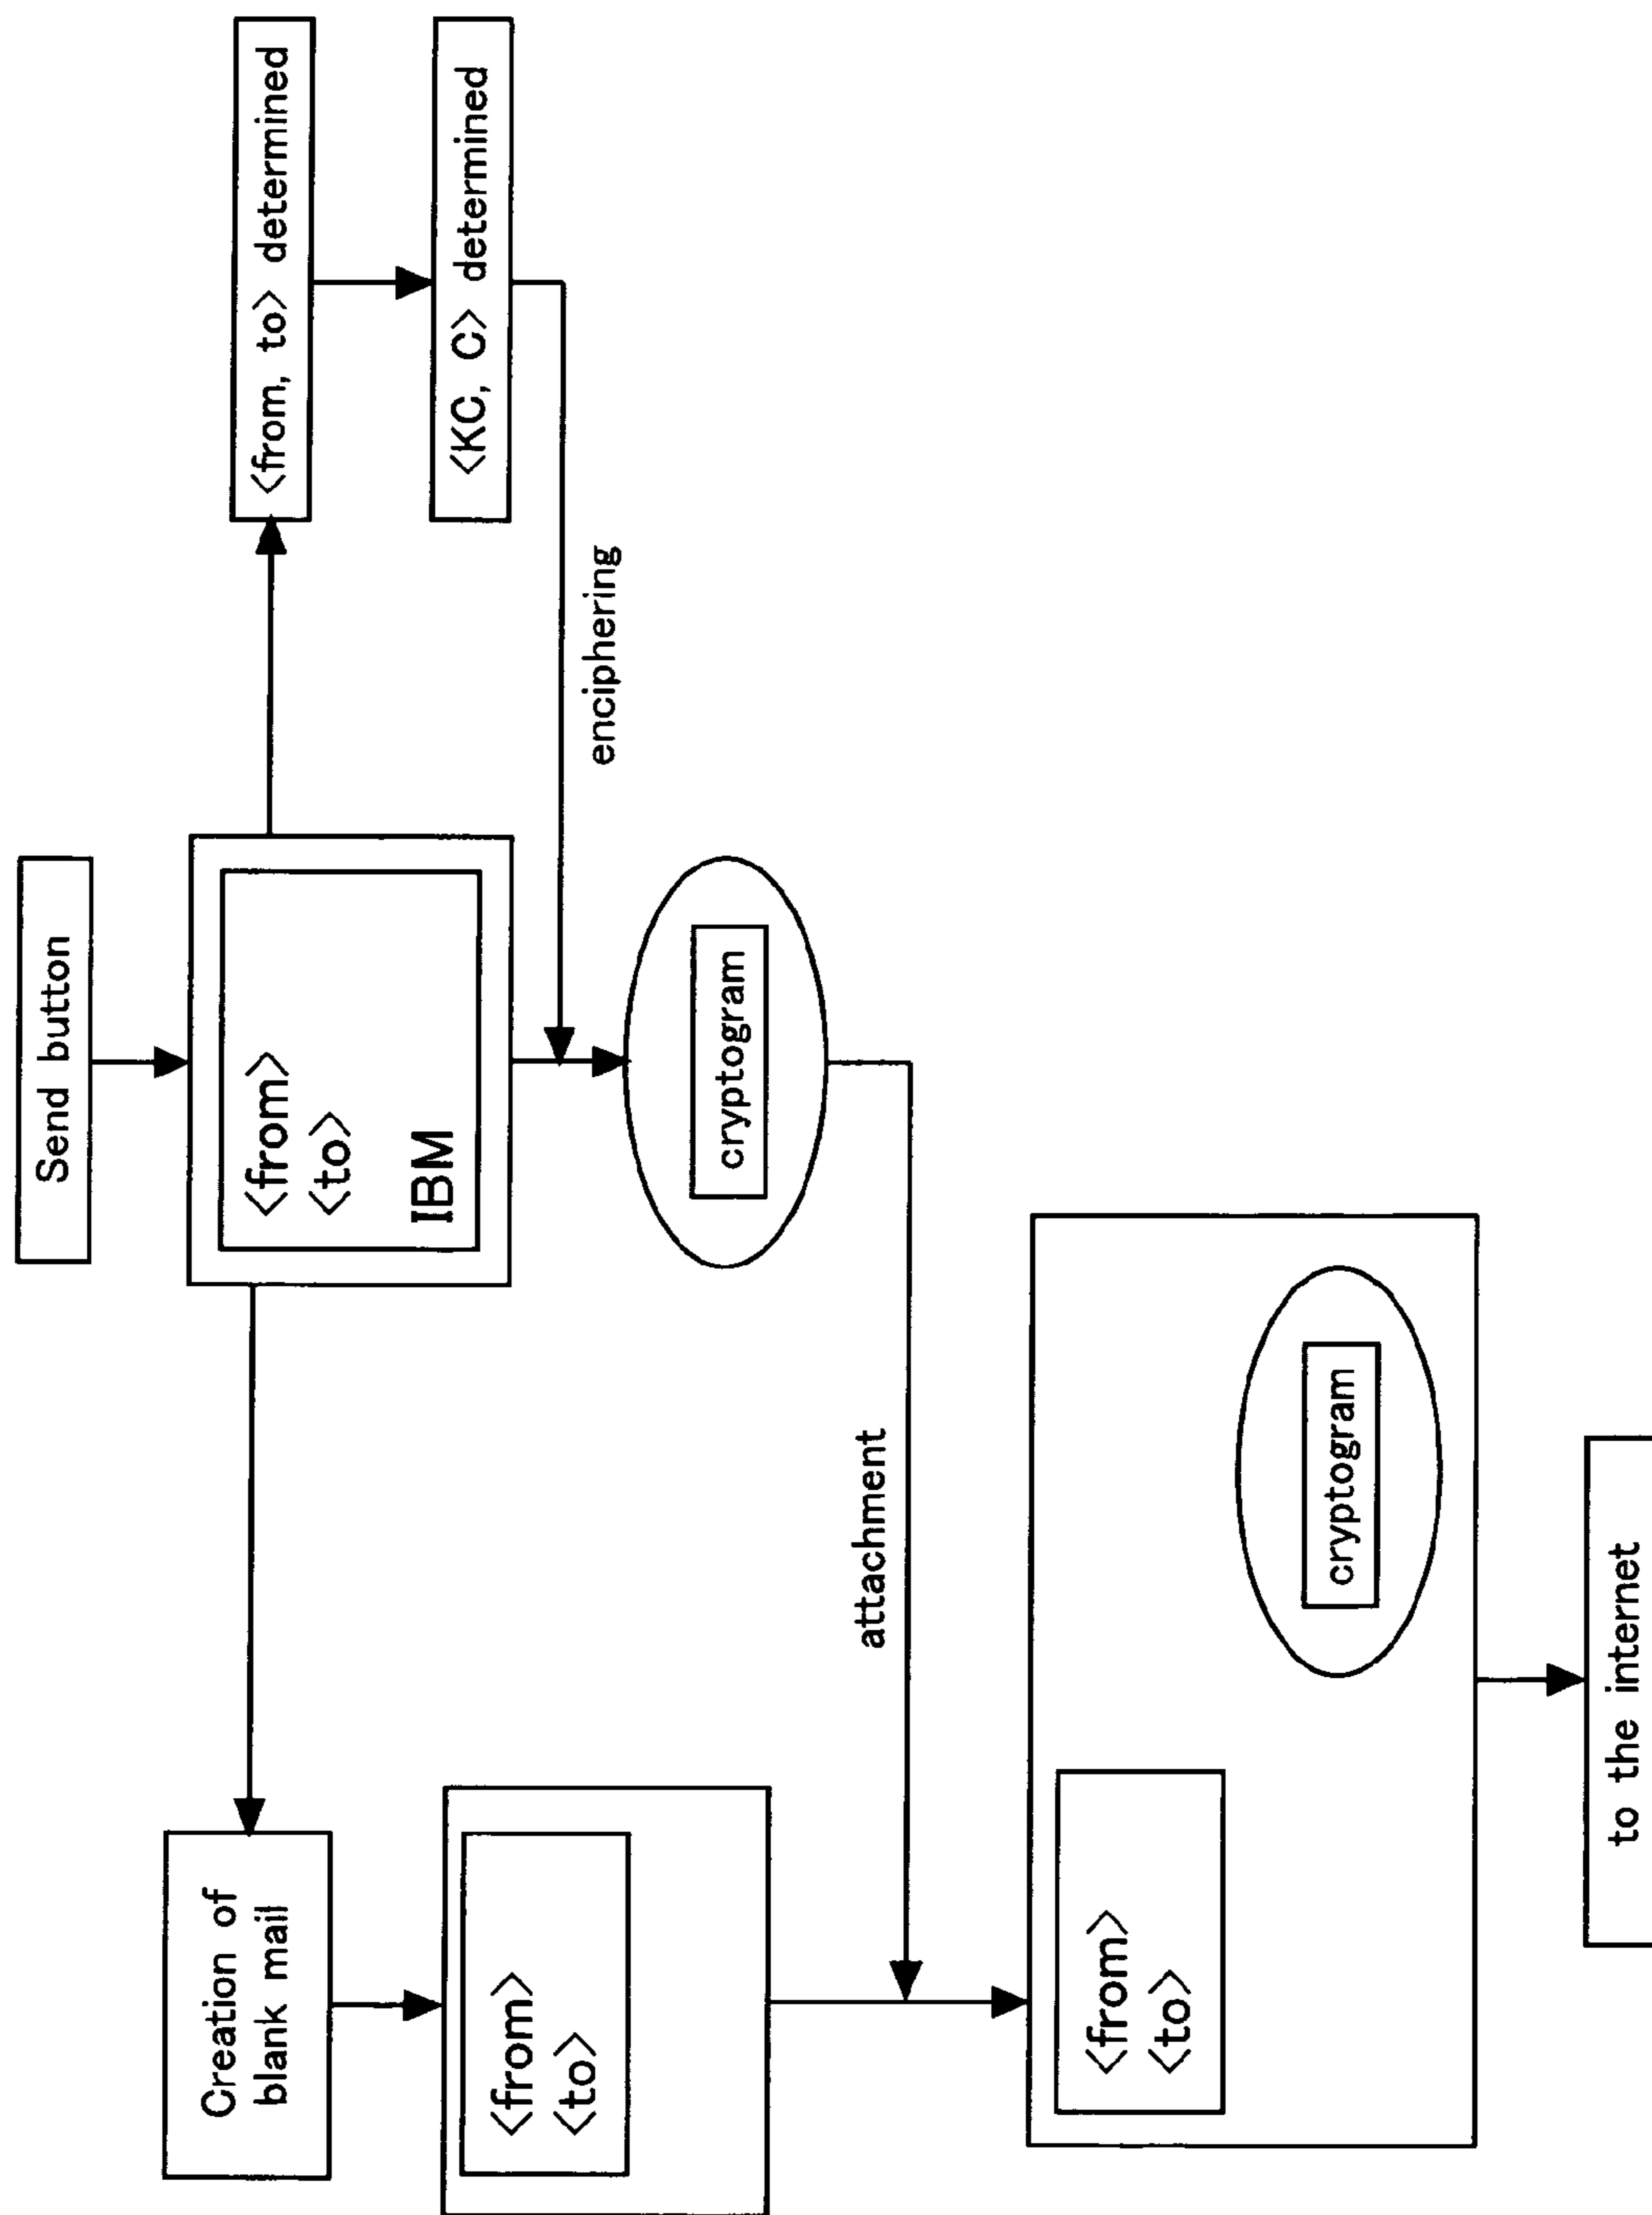 Send button
<from>
<to>
IBM
<from, to> determined
<KC, C> determined
enciphering
cryptogram
Creation of
blank mail
<from>
<to>
attachment
<from>
<to>
cryptogram
to the internet